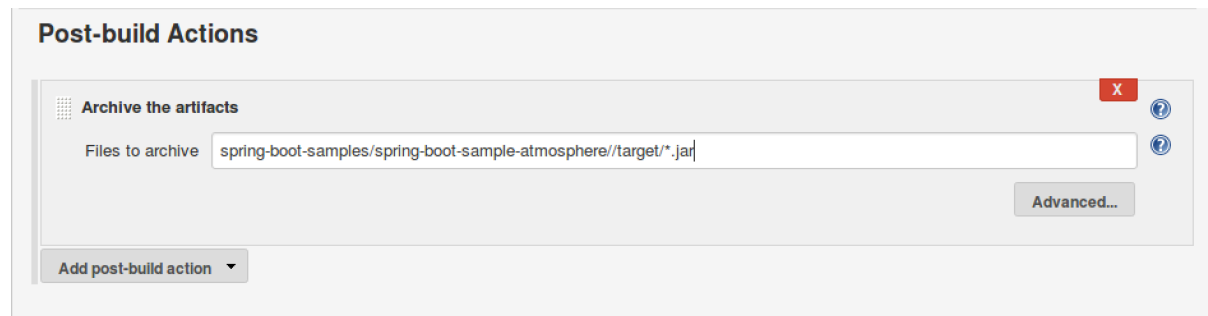 Post-build Actions
X
Archive the artifacts
?
Files to archive spring-boot-samples/spring-boot-sample-atmosphere//target/*.jar
?
Advanced...
Add post-build action